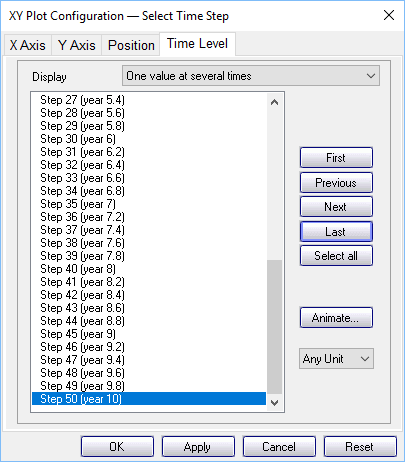 XY Plot Configuration — Select Time Step
X Axis Y Axis Position Time Level
Display One value at several times
Step 27 (year 5.4)
Step 28 (year 5.6)
Step 29 (year 5.8)
Step 30 (year 6)
Step 31 (year 6.2)
Step 32 (year 6.4)
Step 33 (year 6.6)
Step 34 (year 6.8)
Step 35 (year 7)
Step 36 (year 7.2)
Step 37 (year 7.4)
Step 38 (year 7.6)
Step 39 (year 7.8)
Step 40 (year 8)
Step 41 (year 8.2)
Step 42 (year 8.4)
Step 43 (year 8.6)
Step 44 (year 8.8)
Step 45 (year 9)
Step 46 (year 9.2)
Step 47 (year 9.4)
Step 48 (year 9.6)
Step 49 (year 9.8)
Step 50 (year 10)
First
Previous
Next
Last
Select all
Animate...
Any Unit
OK Apply Cancel Reset